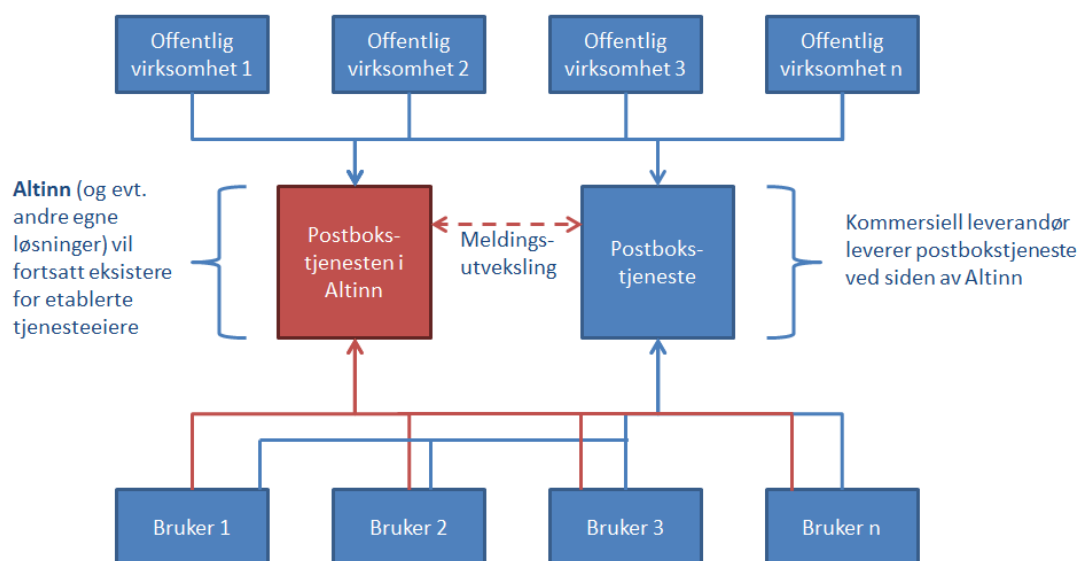 Offentlig
virksomhet 1
Offentlig
virksomhet 2
Offentlig
virksomhet 3
Offentlig
virksomhet n
Altinn (og evt.
andre egne
løsninger) vil
fortsatt eksistere
for etablerte
tjenesteeiere
Postboks-
tjenesten i
Altinn
Meldings-
utveksling
Postboks-
tjeneste
Kommersiell leverandør
leverer postbokstjeneste
ved siden av Altinn
Bruker 1
Bruker 2
Bruker 3
Bruker n